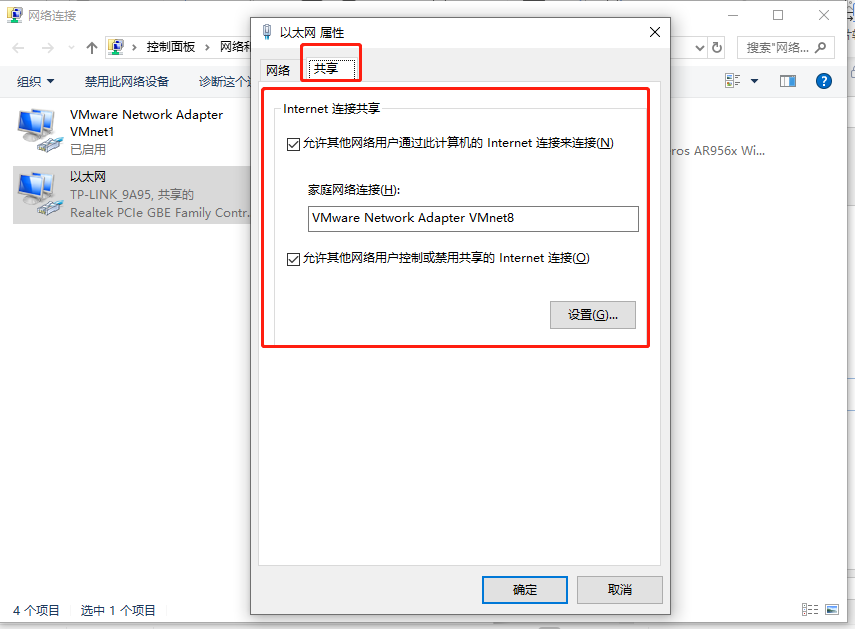 网络连接
控制面板
网络和
搜索"网络...
组织
禁用此网络设备
诊断这个
VMware Network Adapter
VMnet1
已启用
以太网
TP-LINK_9A95, 共享的
Realtek PCIe GBE Family Contr.
ros AR956x Wi...
以太网 属性
网络
共享
Internet 连接共享
允许其他网络用户通过此计算机的 Internet 连接来连接(N)
家庭网络连接(H):
VMware Network Adapter VMnet8
允许其他网络用户控制或禁用共享的 Internet 连接(O)
设置(G)...
确定
取消
4 个项目
选中 1 个项目